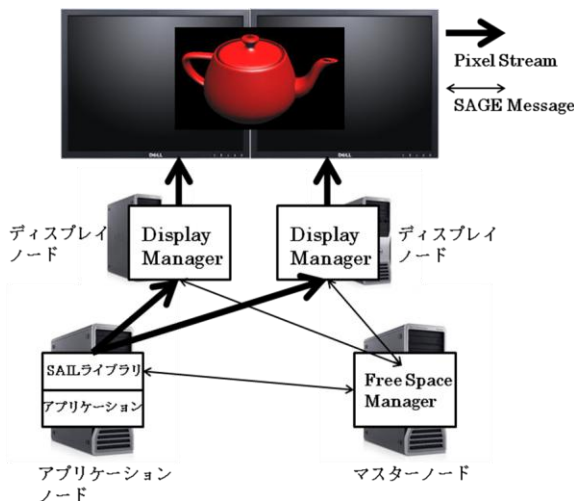 Pixel Stream
SAGE Message
DELL
DELL
ディスプレイ
ノード
Display
Manager
Display
Manager
ディスプレイ
ノード
SAILライブラリ
アプリケーション
Free Space
Manager
アプリケーション
ノード
マスターノード